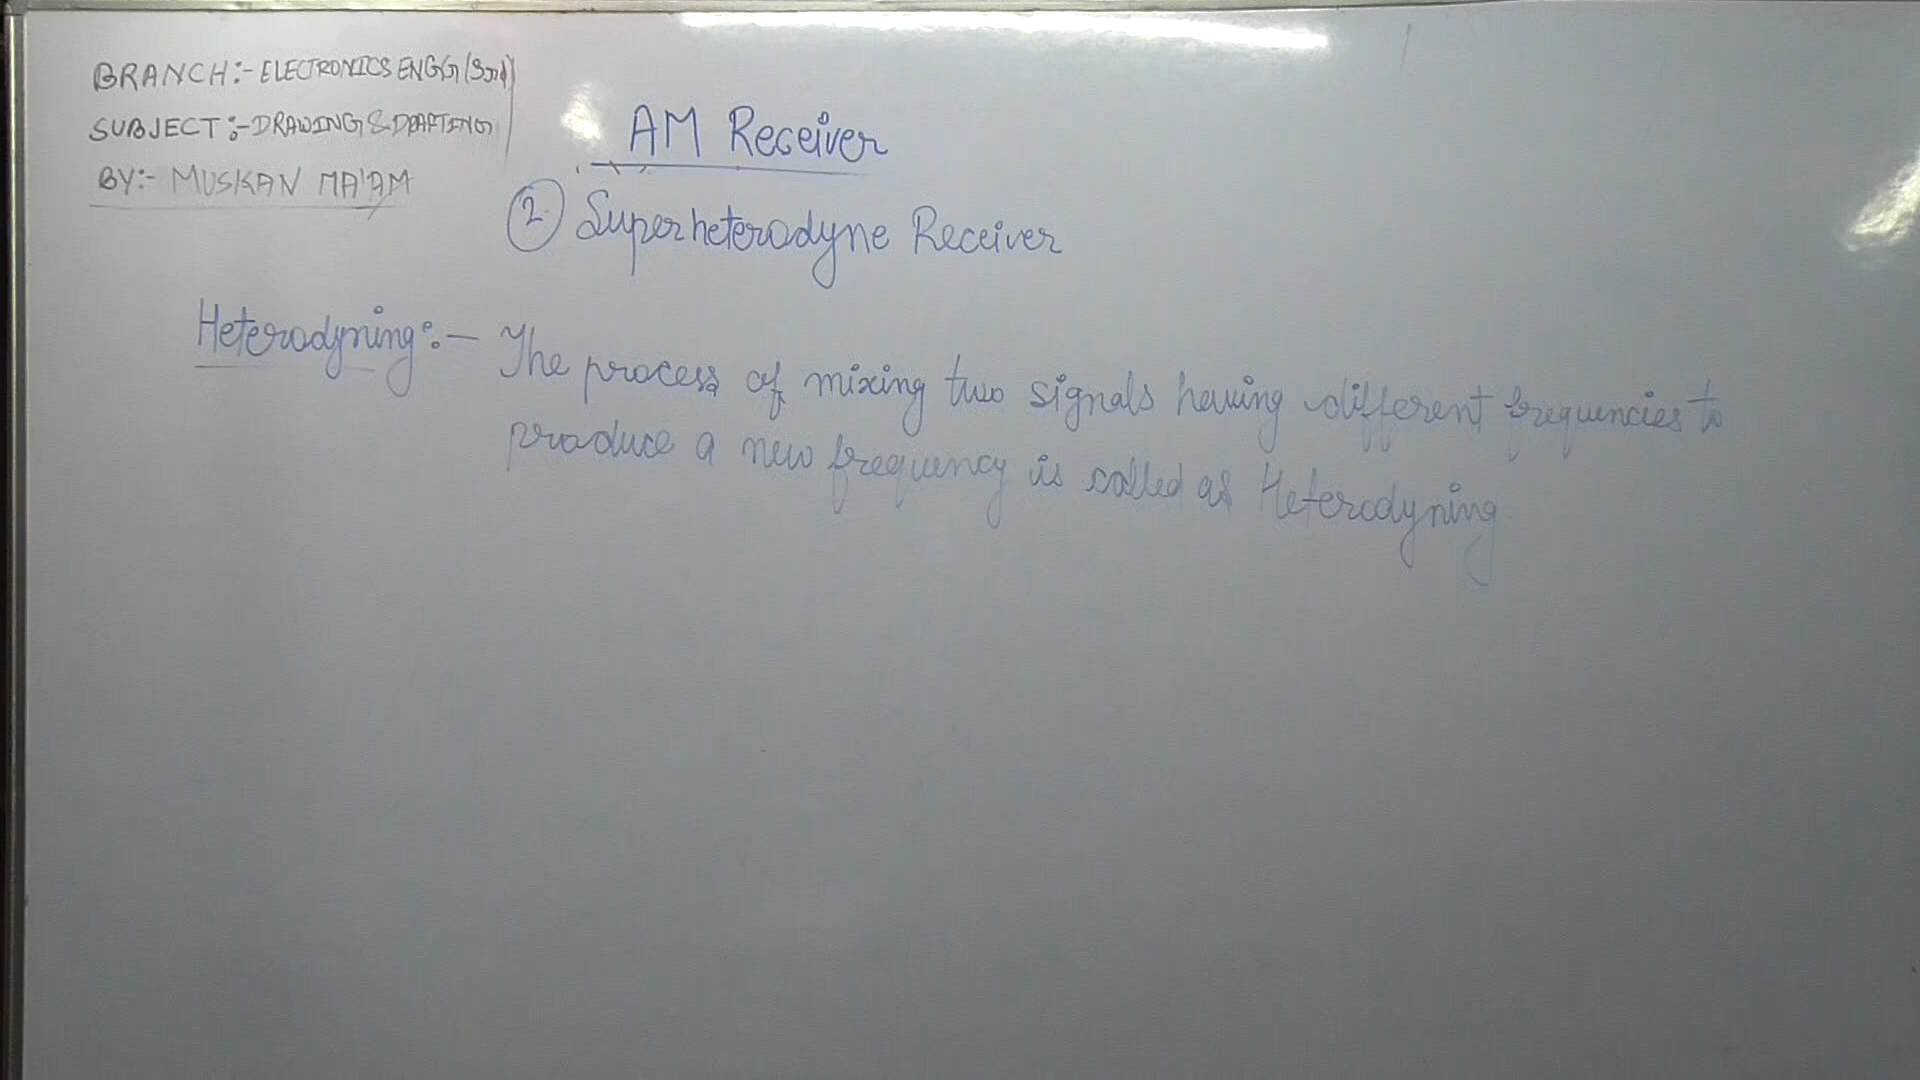 BRANCH:- ELECTRONICS ENGG (3rd)
SUBJECT:- DRAWING & DRAFTING
BY:- MUSKAN MA'AM
AM Receiver
② Superheterodyne Receiver
Heterodyning:- The process of mixing two signals having different frequencies to
produce a new frequency is called as Heterodyning